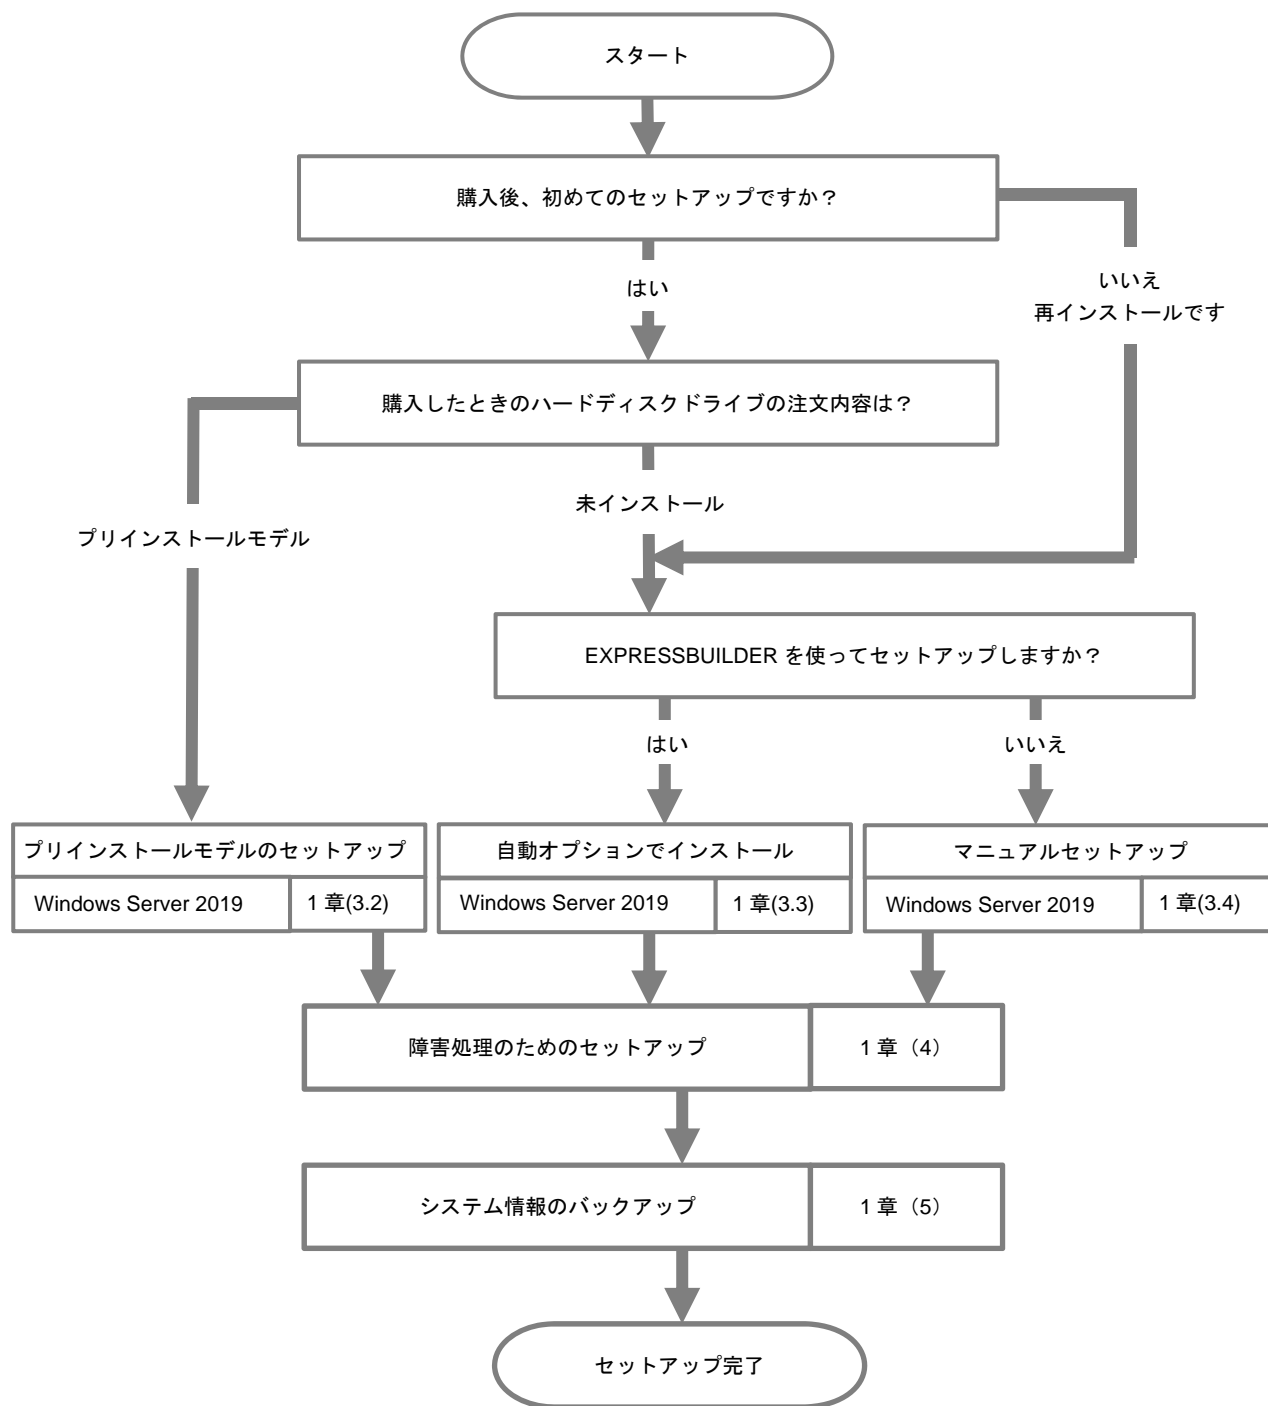 スタート
購入後、初めてのセットアップですか？
はい
いいえ
再インストールです
購入したときのハードディスクドライブの注文内容は？
未インストール
プリインストールモデル
EXPRESSBUILDER を使ってセットアップしますか？
はい
いいえ
プリインストールモデルのセットアップ
Windows Server 2019
1 章(3.2)
自動オプションでインストール
Windows Server 2019
1 章(3.3)
マニュアルセットアップ
Windows Server 2019
1 章(3.4)
障害処理のためのセットアップ
1 章（4）
システム情報のバックアップ
1 章（5）
セットアップ完了